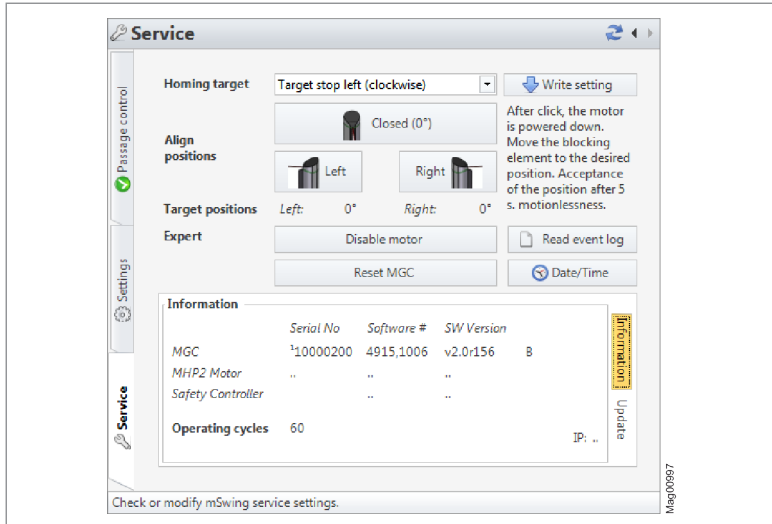 Service
Passage control
Settings
Service
Homing target
Target stop left (clockwise)
Write setting
Align
positions
Closed (0°)
Left
Right
After click, the motor
is powered down.
Move the blocking
element to the desired
position. Acceptance
of the position after 5
s. motionlessness.
Target positions
Left: 0° Right: 0°
Expert
Disable motor
Read event log
Reset MGC
Date/Time
Information
Serial No Software # SW Version
MGC ¹10000200 4915,1006 v2.0r156 B
MHP2 Motor .. .. ..
Safety Controller .. ..
Operating cycles 60
IP: ..
Information
Update
Check or modify mSwing service settings.
Mag00997